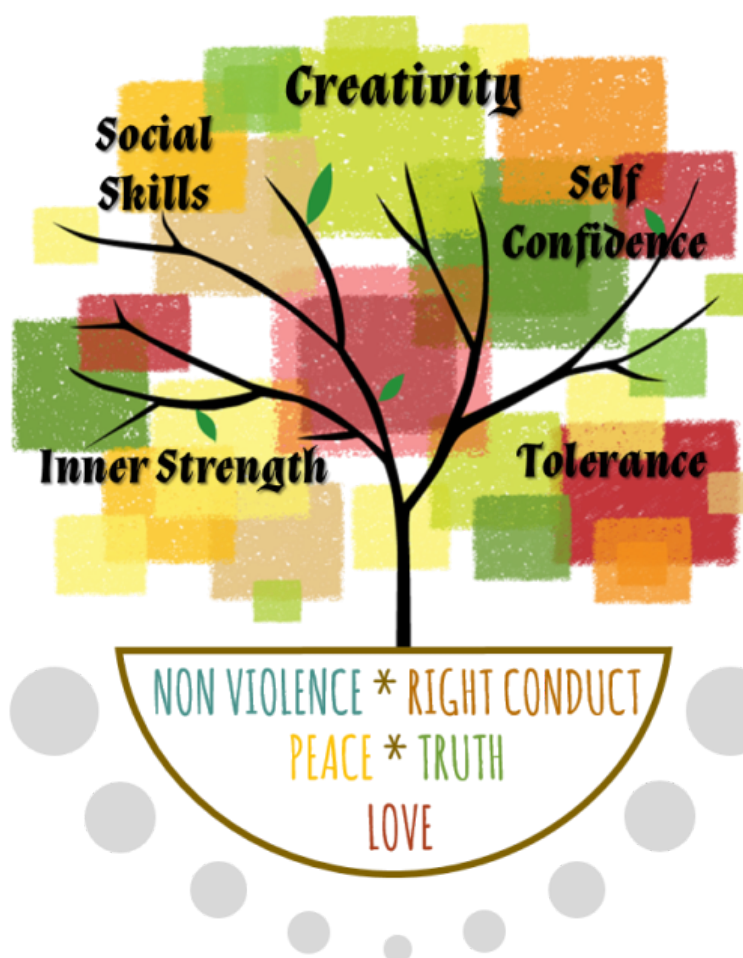 Creativity
Social
Skills
Self
Confidence
Inner Strength
Tolerance
NON VIOLENCE * RIGHT CONDUCT
PEACE * TRUTH
LOVE